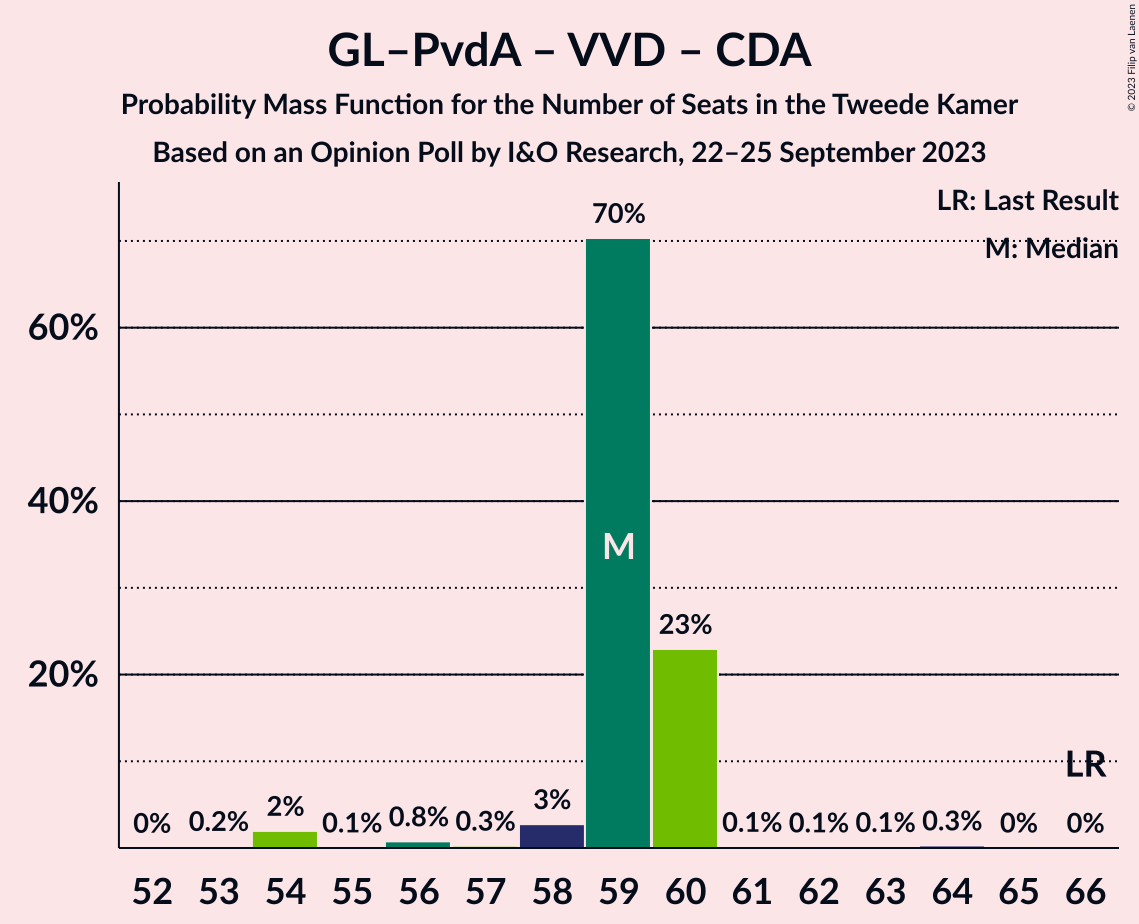 GL–PvdA – VVD – CDA
Probability Mass Function for the Number of Seats in the Tweede Kamer
Based on an Opinion Poll by I&O Research, 22–25 September 2023
© 2023 Filip van Laenen
LR: Last Result
M: Median
60%
40%
20%
0%
0.2%
2%
0.1%
0.8%
0.3%
3%
70%
M
23%
0.1%
0.1%
0.1%
0.3%
0%
LR
0%
52 53 54 55 56 57 58 59 60 61 62 63 64 65 66